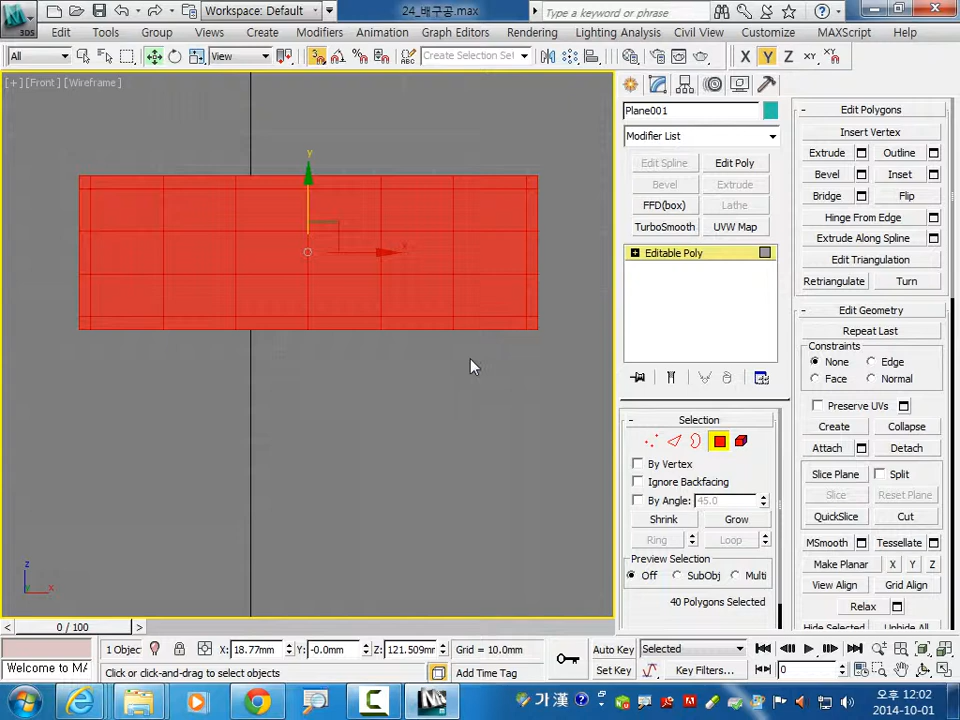 Workspace: Default
24_배구공.max
Type a keyword or phrase
3DS
Edit Tools Group Views Create Modifiers Animation Graph Editors Rendering Lighting Analysis Civil View Customize MAXScript Help
All View Create Selection Set X Y Z XY XY
[+] [Front] [Wireframe]
y
x
z
x
Plane001
Modifier List
Edit Spline Edit Poly
Bevel Extrude
FFD(box) Lathe
TurboSmooth UVW Map
Editable Poly
Selection
By Vertex
Ignore Backfacing
By Angle: 45.0
Shrink Grow
Ring Loop
Preview Selection
Off SubObj Multi
40 Polygons Selected
Edit Polygons
Insert Vertex
Extrude Outline
Bevel Inset
Bridge Flip
Hinge From Edge
Extrude Along Spline
Edit Triangulation
Retriangulate Turn
Edit Geometry
Repeat Last
Constraints
None Edge
Face Normal
Preserve UVs
Create Collapse
Attach Detach
Slice Plane Split
Slice Reset Plane
QuickSlice Cut
MSmooth Tessellate
Make Planar X Y Z
View Align Grid Align
Relax
Hide Selected Unhide All
0 / 100
1 Objec X: 18.77mm Y: -0.0mm Z: 121.509mm Grid = 10.0mm Auto Key Selected
Welcome to MA Click or click-and-drag to select objects Add Time Tag Set Key Key Filters... 0
가 漢
오후 12:02
2014-10-01